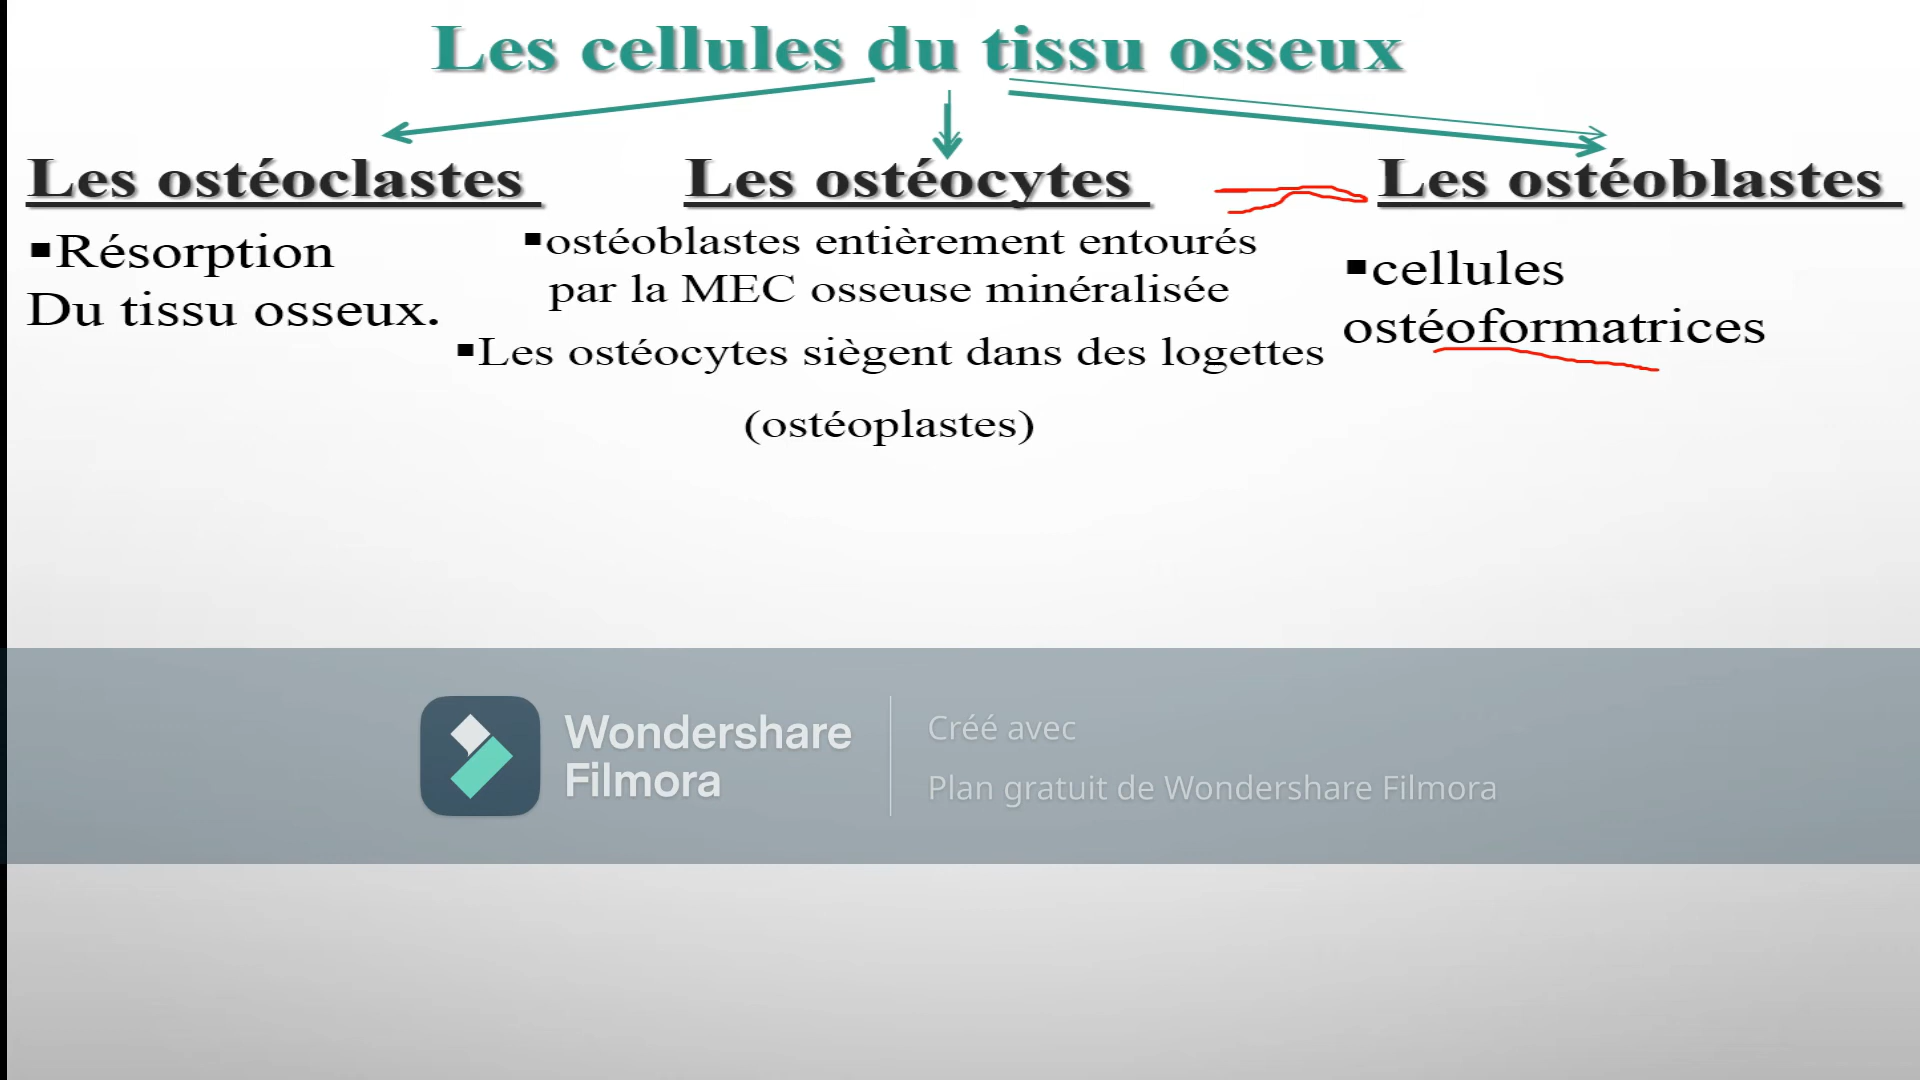 Les cellules du tissu osseux
Les ostéoclastes
▪Résorption
Du tissu osseux.
Les ostéocytes
▪ostéoblastes entièrement entourés
par la MEC osseuse minéralisée
▪Les ostéocytes siègent dans des logettes
(ostéoplastes)
Les ostéoblastes
▪cellules
ostéoformatrices
Wondershare
Filmora
Créé avec
Plan gratuit de Wondershare Filmora